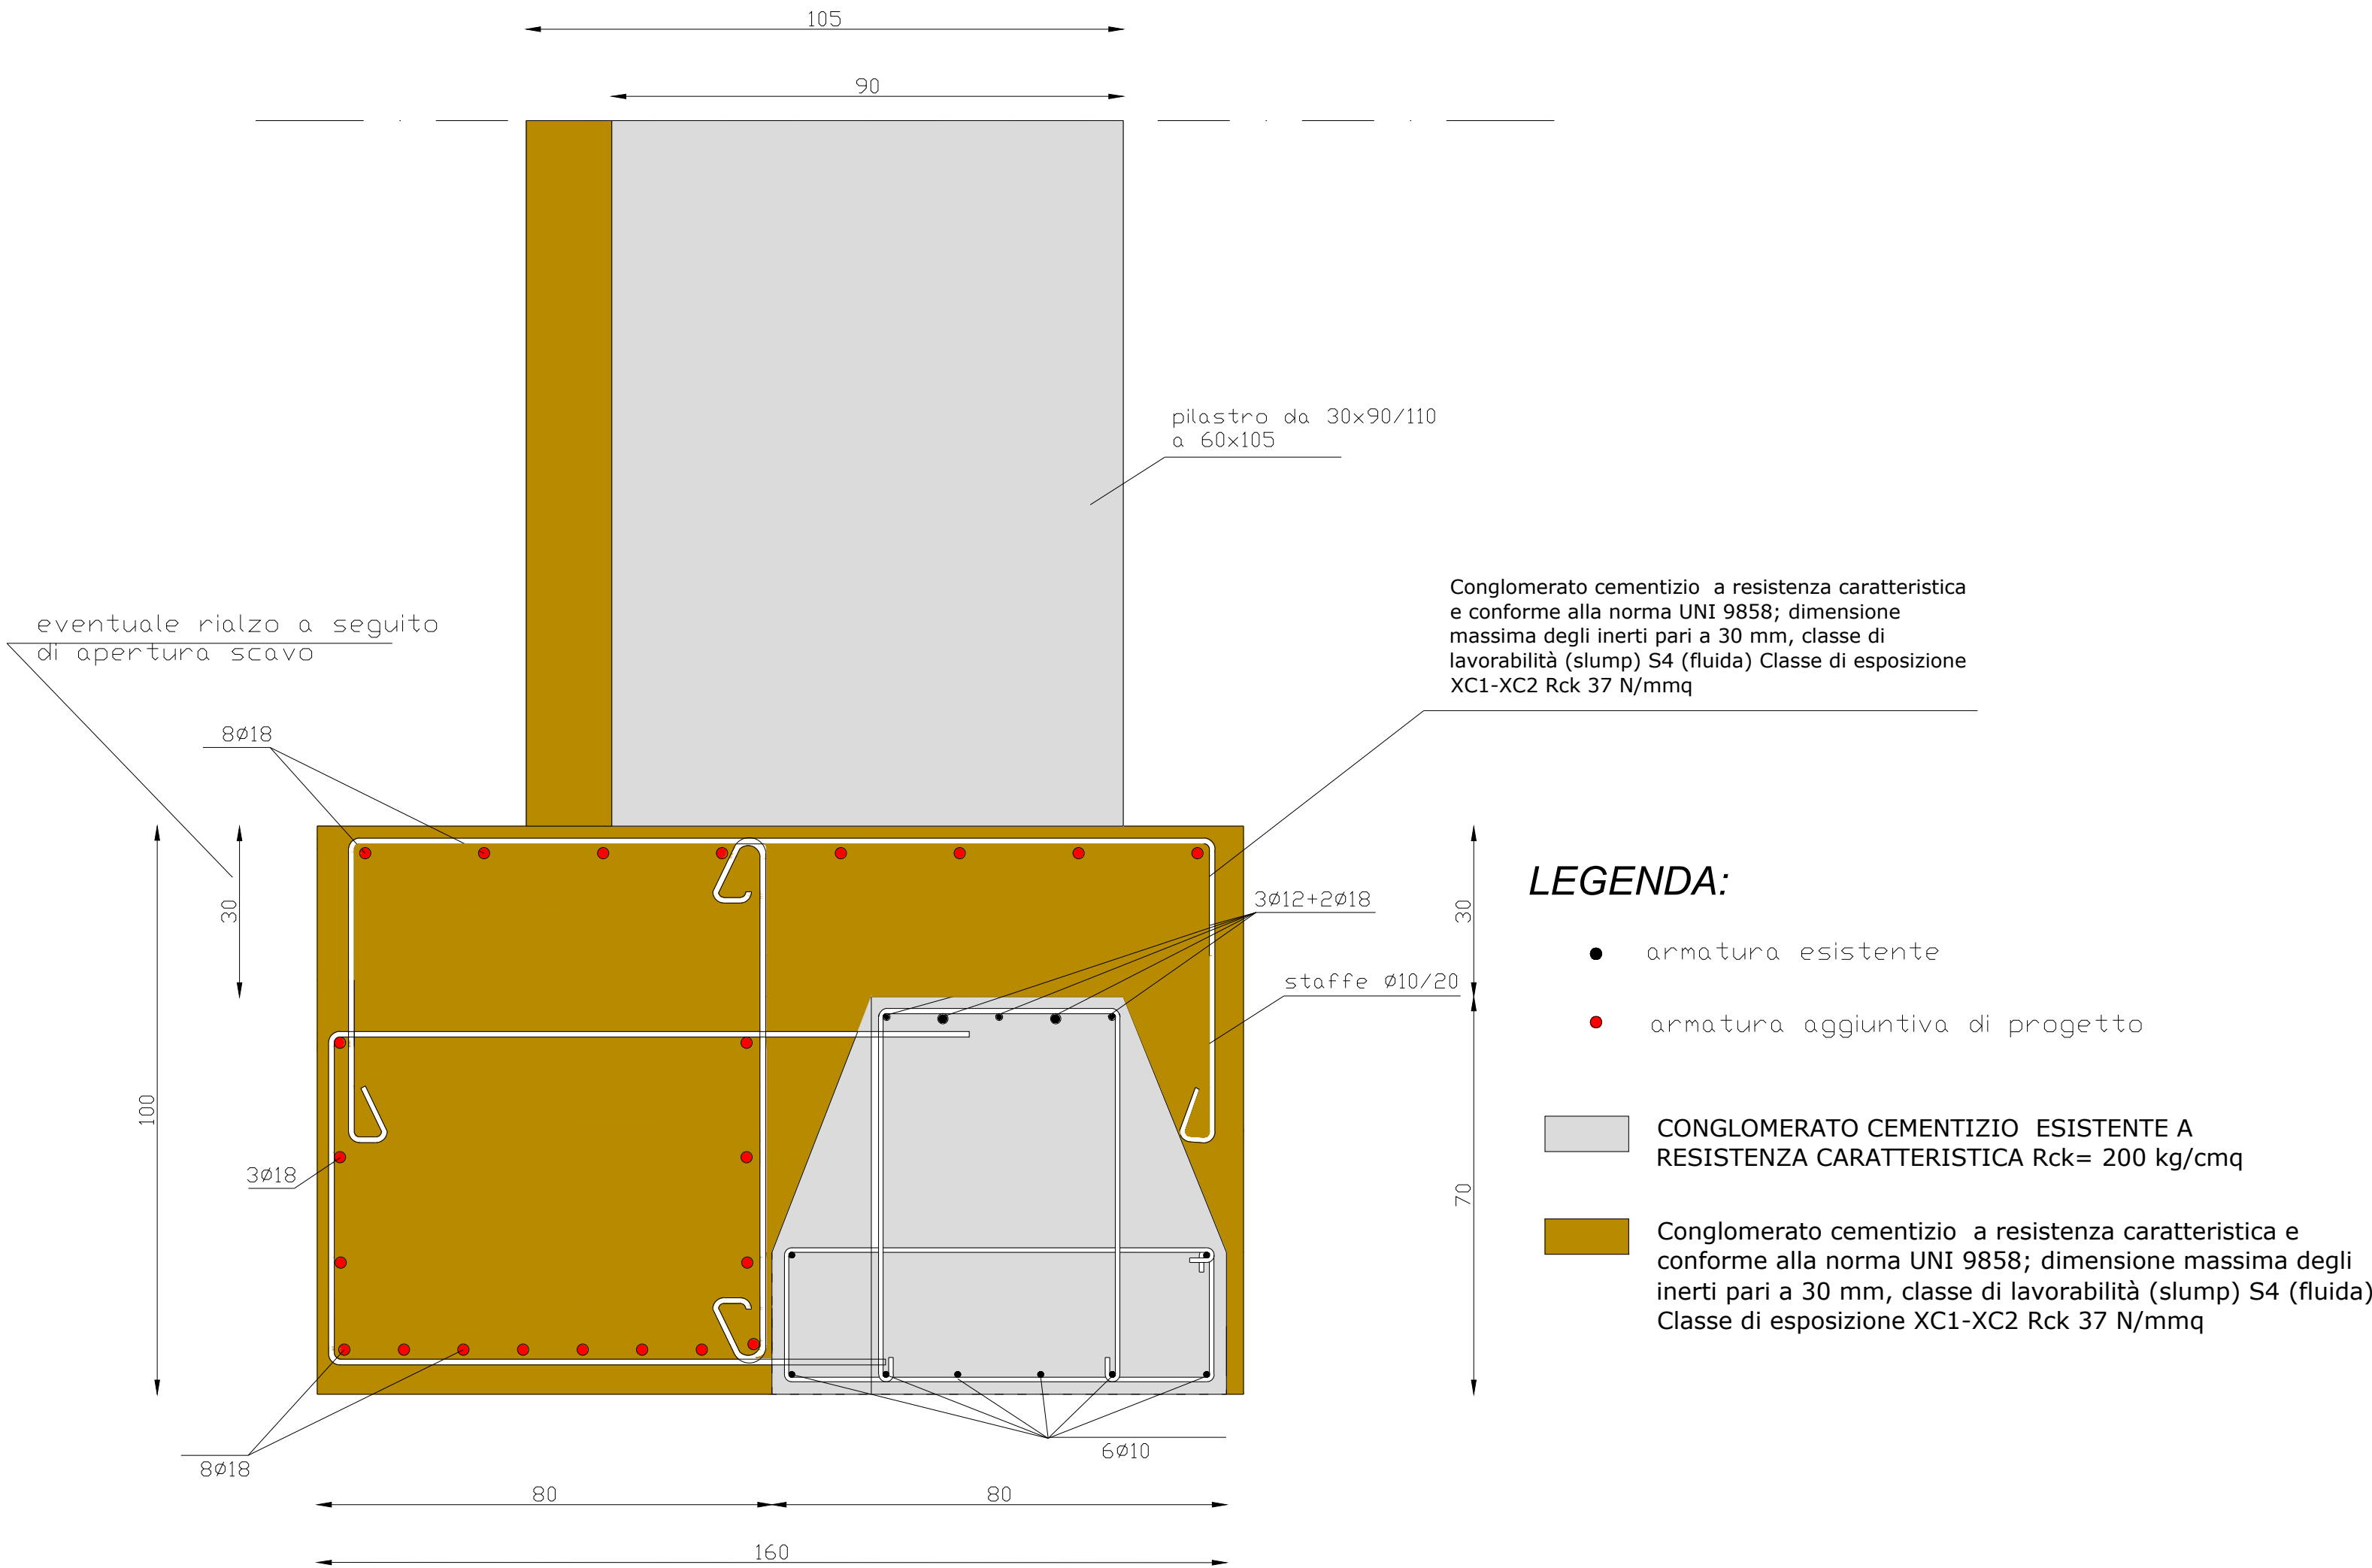 105
90
pilastro da 30x90/110
a 60x105
Conglomerato cementizio  a resistenza caratteristica
e conforme alla norma UNI 9858; dimensione
massima degli inerti pari a 30 mm, classe di
lavorabilità (slump) S4 (fluida) Classe di esposizione
XC1-XC2 Rck 37 N/mmq
eventuale rialzo a seguito
di apertura scavo
8ø18
30
100
3ø18
8ø18
3ø12+2ø18
staffe ø10/20
30
70
6ø10
80
80
160
LEGENDA:
armatura esistente
armatura aggiuntiva di progetto
CONGLOMERATO CEMENTIZIO  ESISTENTE A
RESISTENZA CARATTERISTICA Rck= 200 kg/cmq
Conglomerato cementizio  a resistenza caratteristica e
conforme alla norma UNI 9858; dimensione massima degli
inerti pari a 30 mm, classe di lavorabilità (slump) S4 (fluida)
Classe di esposizione XC1-XC2 Rck 37 N/mmq